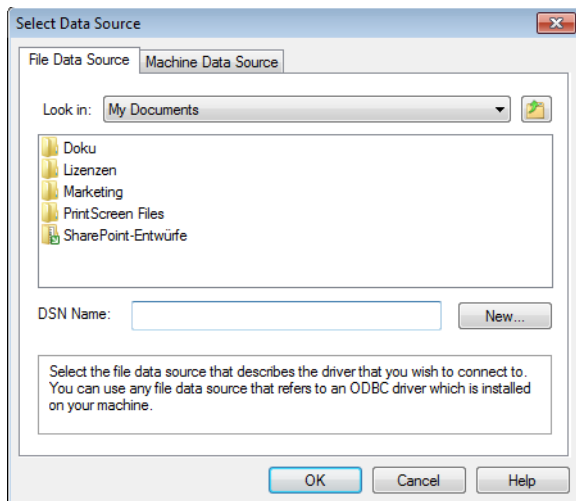 Select Data Source
File Data Source Machine Data Source
Look in: My Documents
Doku
Lizenzen
Marketing
PrintScreen Files
SharePoint-Entwürfe
DSN Name: New...
Select the file data source that describes the driver that you wish to connect to.
You can use any file data source that refers to an ODBC driver which is installed
on your machine.
OK Cancel Help